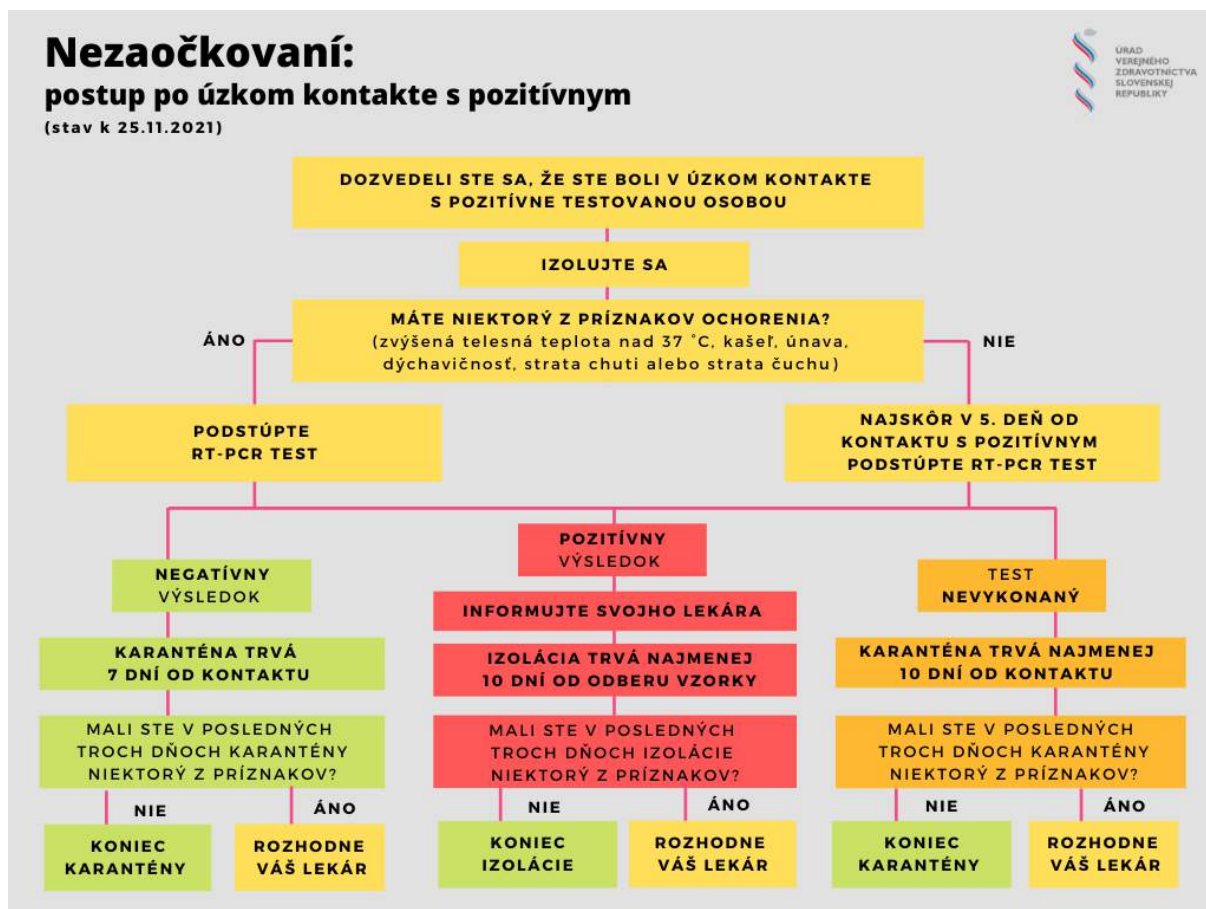 Nezaočkovaní:
postup po úzkom kontakte s pozitívnym
(stav k 25.11.2021)
ÚRAD
VEREJNÉHO
ZDRAVOTNÍCTVA
SLOVENSKEJ
REPUBLIKY
DOZVEDELI STE SA, ŽE STE BOLI V ÚZKOM KONTAKTE
S POZITÍVNE TESTOVANOU OSOBOU
IZOLUJTE SA
MÁTE NIEKTORÝ Z PRÍZNAKOV OCHORENIA?
(zvýšená telesná teplota nad 37 °C, kašeľ, únava,
dýchavičnosť, strata chuti alebo strata čuchu)
ÁNO
NIE
PODSTÚPTE
RT-PCR TEST
NAJSKÔR V 5. DEŇ OD
KONTAKTU S POZITÍVNYM
PODSTÚPTE RT-PCR TEST
NEGATÍVNY
VÝSLEDOK
KARANTÉNA TRVÁ
7 DNÍ OD KONTAKTU
MALI STE V POSLEDNÝCH
TROCH DŇOCH KARANTÉNY
NIEKTORÝ Z PRÍZNAKOV?
NIE
ÁNO
KONIEC
KARANTÉNY
ROZHODNE
VÁŠ LEKÁR
POZITÍVNY
VÝSLEDOK
INFORMUJTE SVOJHO LEKÁRA
IZOLÁCIA TRVÁ NAJMENEJ
10 DNÍ OD ODBERU VZORKY
MALI STE V POSLEDNÝCH
TROCH DŇOCH IZOLÁCIE
NIEKTORÝ Z PRÍZNAKOV?
NIE
ÁNO
KONIEC
IZOLÁCIE
ROZHODNE
VÁŠ LEKÁR
TEST
NEVYKONANÝ
KARANTÉNA TRVÁ NAJMENEJ
10 DNÍ OD KONTAKTU
MALI STE V POSLEDNÝCH
TROCH DŇOCH KARANTÉNY
NIEKTORÝ Z PRÍZNAKOV?
NIE
ÁNO
KONIEC
KARANTÉNY
ROZHODNE
VÁŠ LEKÁR